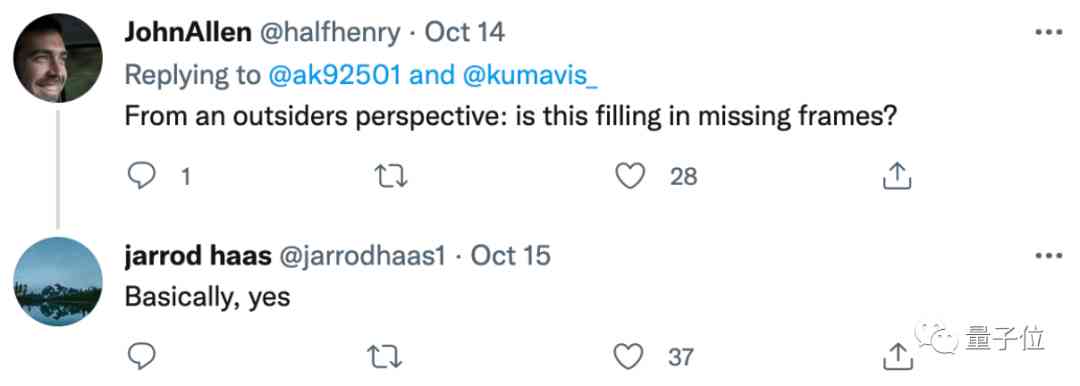 JohnAllen @halfhenry · Oct 14
Replying to @ak92501 and @kumavis_
From an outsiders perspective: is this filling in missing frames?
1 28
jarrod haas @jarrodhaas1 · Oct 15
Basically, yes
37
量子位